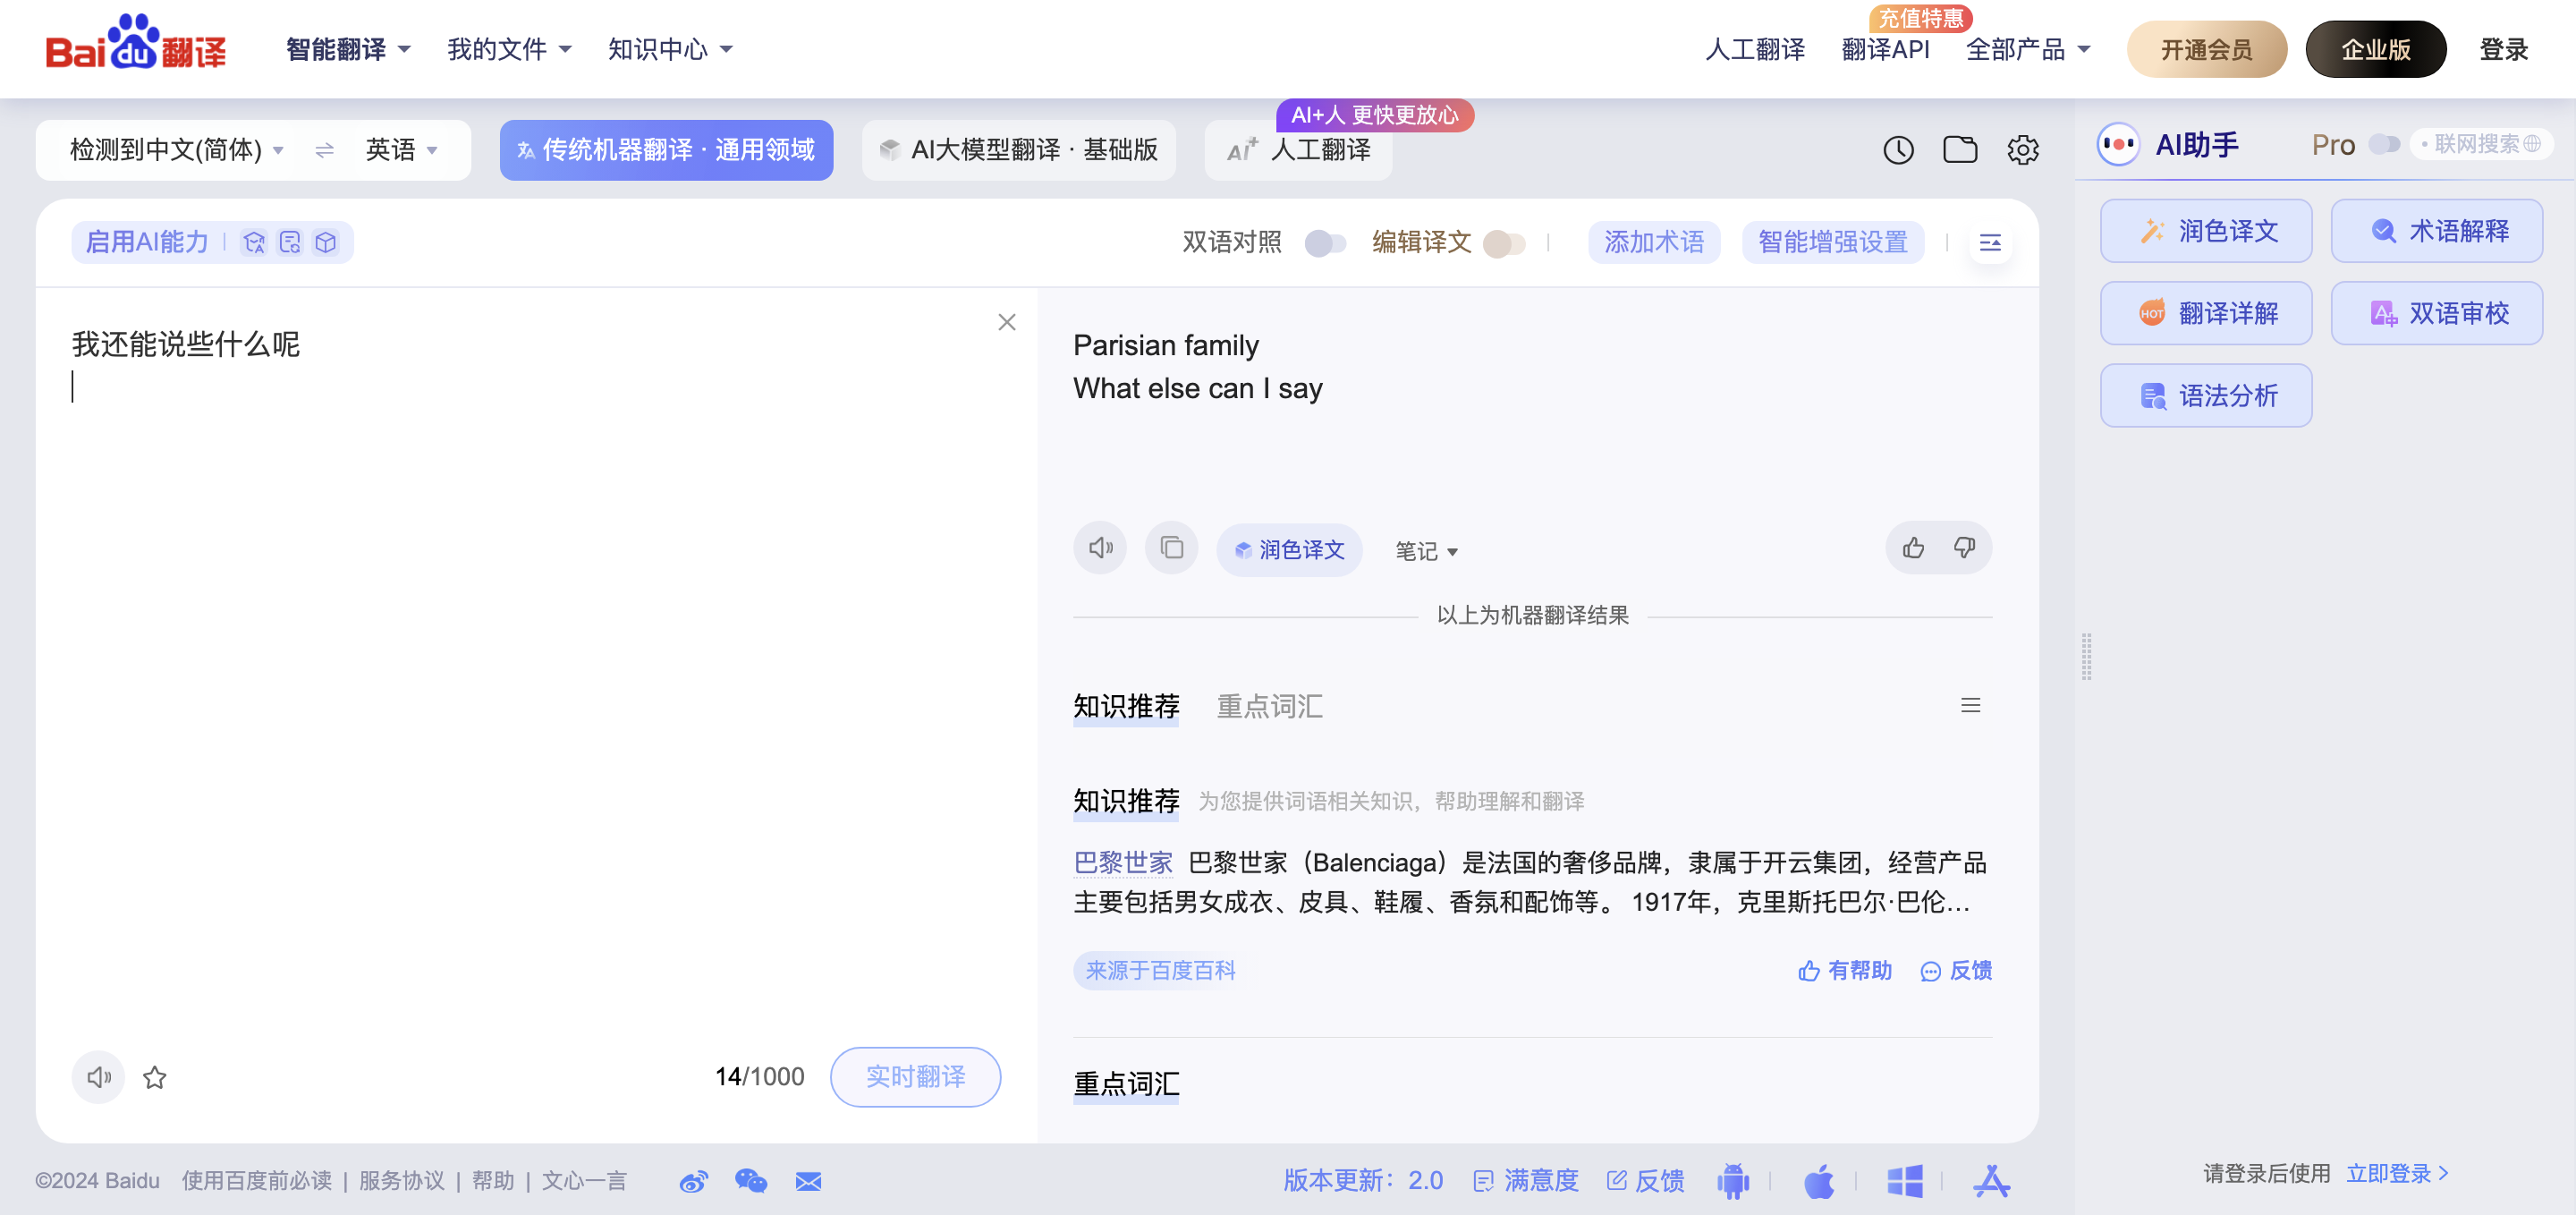 Baidu翻译 智能翻译 我的文件 知识中心 人工翻译 翻译API 充值特惠 全部产品 开通会员 企业版 登录
检测到中文(简体) 英语 传统机器翻译 · 通用领域 AI大模型翻译 · 基础版 AI+ 人工翻译 AI+人 更快更放心
AI助手 Pro 联网搜索
启用AI能力 双语对照 编辑译文 添加术语 智能增强设置
润色译文 术语解释
HOT 翻译详解 双语审校
语法分析
我还能说些什么呢
Parisian family
What else can I say
润色译文 笔记
以上为机器翻译结果
知识推荐 重点词汇
知识推荐 为您提供词语相关知识，帮助理解和翻译
巴黎世家 巴黎世家（Balenciaga）是法国的奢侈品牌，隶属于开云集团，经营产品
主要包括男女成衣、皮具、鞋履、香氛和配饰等。 1917年，克里斯托巴尔·巴伦...
来源于百度百科 有帮助 反馈
14/1000 实时翻译
重点词汇
©2024 Baidu 使用百度前必读 | 服务协议 | 帮助 | 文心一言 版本更新：2.0 满意度 反馈
请登录后使用 立即登录